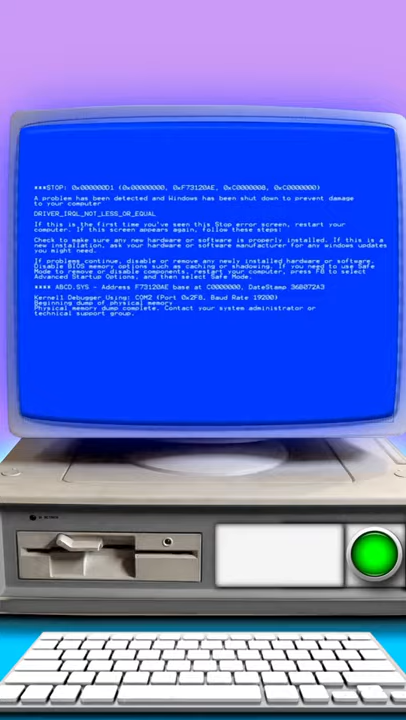 ***STOP: 0x000000D1 (0x00000000, 0xF73120AE, 0xC0000008, 0xC0000000)
A problem has been detected and Windows has been shut down to prevent damage
to your computer
DRIVER_IRQL_NOT_LESS_OR_EQUAL
If this is the first time you've seen this Stop error screen, restart your
computer. If this screen appears again, follow these steps:
Check to make sure any new hardware or software is properly installed. If this is a
new installation, ask your hardware or software manufacturer for any windows updates
you might need.
If problems continue, disable or remove any newly installed hardware or software.
Disable BIOS memory options such as caching or shadowing. If you need to use Safe
Mode to remove or disable components, restart your computer, press F8 to select
Advanced Startup Options, and then select Safe Mode.
**** ABCD.SYS - Address F73120AE base at C0000000, DateStamp 36B072A3
Kernel Debugger Using: COM2 (Port 0x2F8, Baud Rate 19200)
Beginning dump of physical memory
Physical memory dump complete. Contact your system administrator or
technical support group.